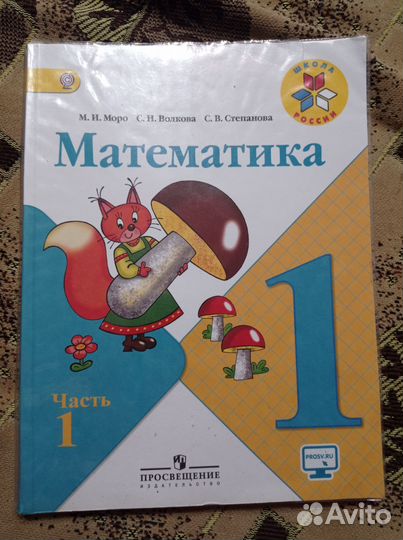 ШКОЛА РОССИИ
М. И. Моро С. И. Волкова С. В. Степанова
Математика
1
Часть
1
ПРОСВЕЩЕНИЕ
ИЗДАТЕЛЬСТВО
PROSV.RU
Avito